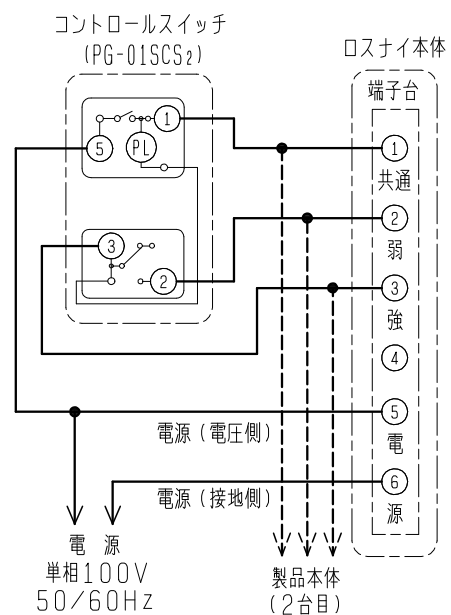 コントロールスイッチ
(PG-01SCS2)
ロスナイ本体
端子台
1
5
PL
1
共通
3
2
2
弱
3
強
4
5
電
電源(電圧側)
6
源
電源(接地側)
電 源
単相100V
50/60Hz
製品本体
(2台目)